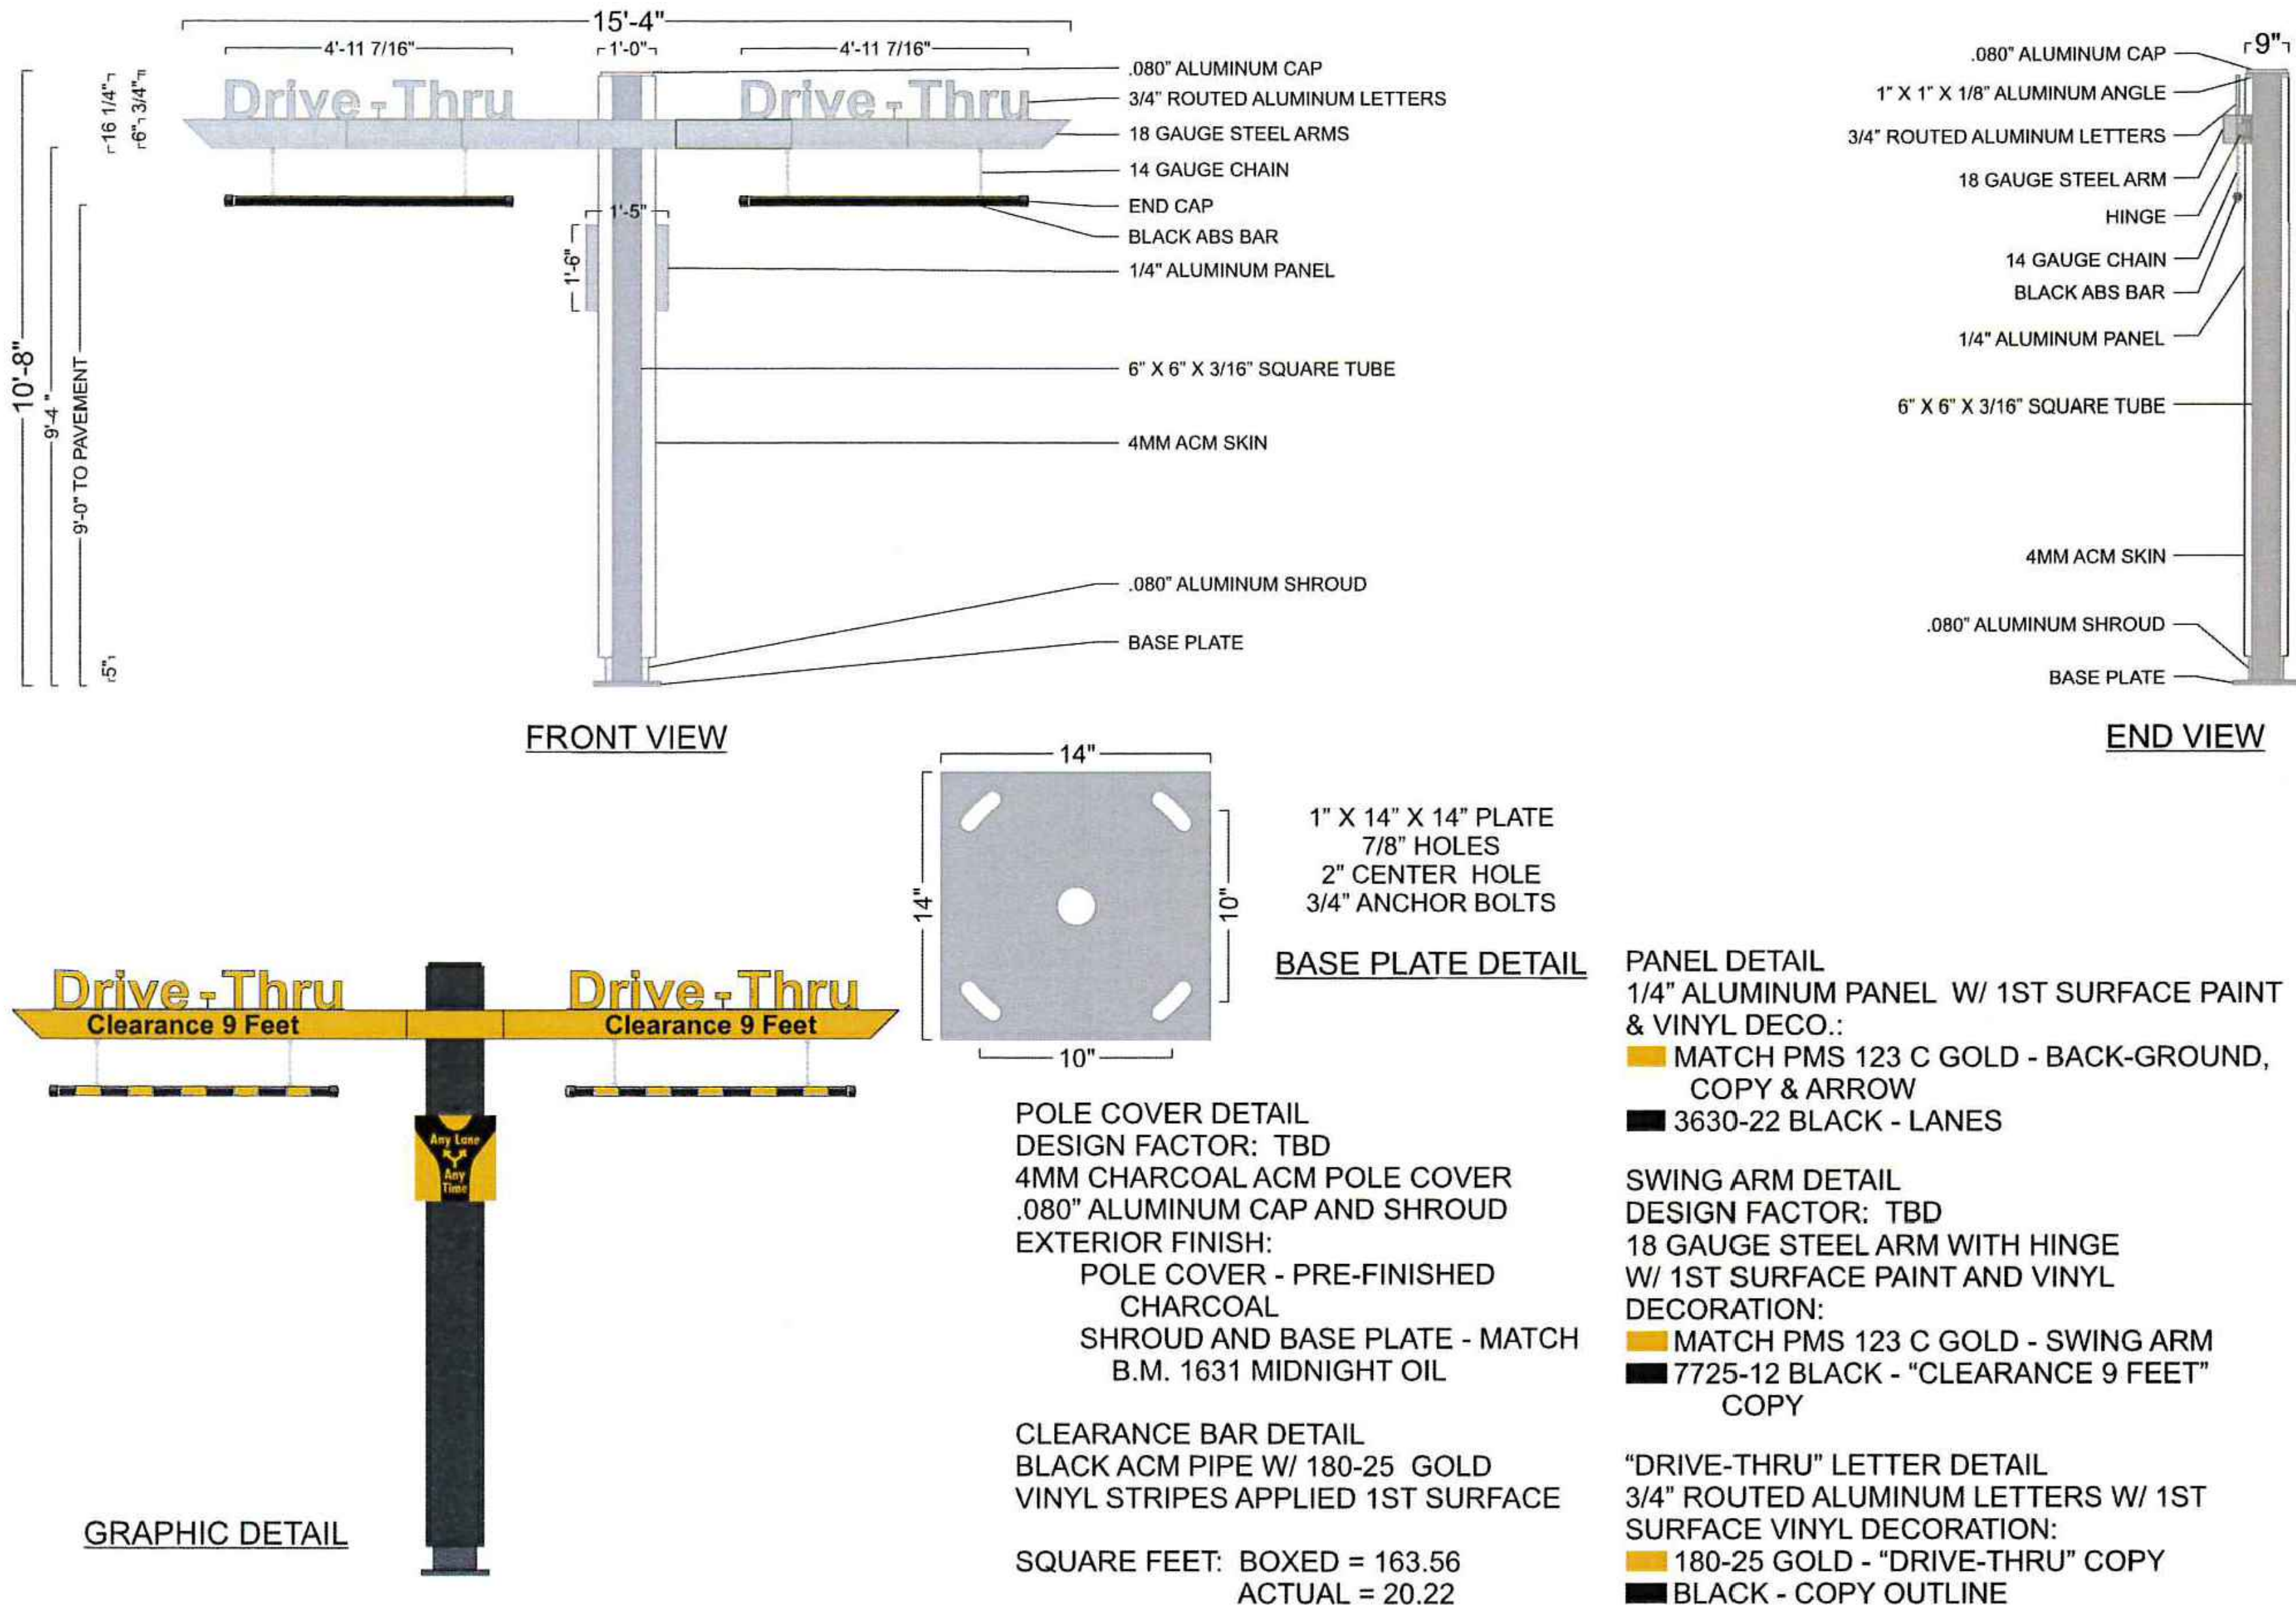 15'-4"
4'-11 7/16"
1'-0"
4'-11 7/16"
16 1/4"
6"
3/4"
10'-8"
9'-4 "
9'-0" TO PAVEMENT
5"
Drive-Thru
Drive-Thru
1'-5"
1'-6"
.080" ALUMINUM CAP
3/4" ROUTED ALUMINUM LETTERS
18 GAUGE STEEL ARMS
14 GAUGE CHAIN
END CAP
BLACK ABS BAR
1/4" ALUMINUM PANEL
6" X 6" X 3/16" SQUARE TUBE
4MM ACM SKIN
.080" ALUMINUM SHROUD
BASE PLATE
FRONT VIEW
9"
.080" ALUMINUM CAP
1" X 1" X 1/8" ALUMINUM ANGLE
3/4" ROUTED ALUMINUM LETTERS
18 GAUGE STEEL ARM
HINGE
14 GAUGE CHAIN
BLACK ABS BAR
1/4" ALUMINUM PANEL
6" X 6" X 3/16" SQUARE TUBE
4MM ACM SKIN
.080" ALUMINUM SHROUD
BASE PLATE
END VIEW
14"
14"
10"
10"
1" X 14" X 14" PLATE
7/8" HOLES
2" CENTER HOLE
3/4" ANCHOR BOLTS
BASE PLATE DETAIL
Drive-Thru
Drive-Thru
Clearance 9 Feet
Clearance 9 Feet
Any Lane
Any
Time
GRAPHIC DETAIL
POLE COVER DETAIL
DESIGN FACTOR: TBD
4MM CHARCOAL ACM POLE COVER
.080" ALUMINUM CAP AND SHROUD
EXTERIOR FINISH:
POLE COVER - PRE-FINISHED
CHARCOAL
SHROUD AND BASE PLATE - MATCH
B.M. 1631 MIDNIGHT OIL
CLEARANCE BAR DETAIL
BLACK ACM PIPE W/ 180-25 GOLD
VINYL STRIPES APPLIED 1ST SURFACE
SQUARE FEET: BOXED = 163.56
ACTUAL = 20.22
PANEL DETAIL
1/4" ALUMINUM PANEL W/ 1ST SURFACE PAINT
& VINYL DECO.:
MATCH PMS 123 C GOLD - BACK-GROUND,
COPY & ARROW
3630-22 BLACK - LANES
SWING ARM DETAIL
DESIGN FACTOR: TBD
18 GAUGE STEEL ARM WITH HINGE
W/ 1ST SURFACE PAINT AND VINYL
DECORATION:
MATCH PMS 123 C GOLD - SWING ARM
7725-12 BLACK - "CLEARANCE 9 FEET"
COPY
"DRIVE-THRU" LETTER DETAIL
3/4" ROUTED ALUMINUM LETTERS W/ 1ST
SURFACE VINYL DECORATION:
180-25 GOLD - "DRIVE-THRU" COPY
BLACK - COPY OUTLINE